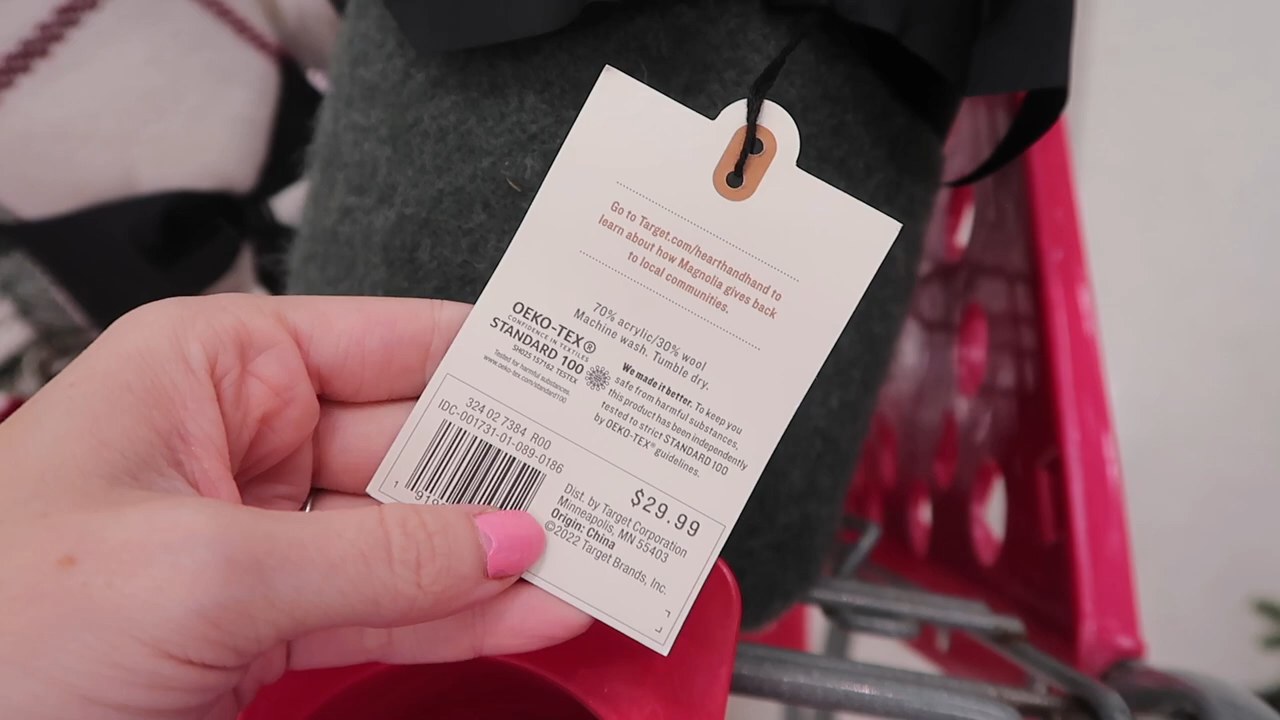 Go to Target.com/hearthandhand to
learn about how Magnolia gives back
to local communities.
70% acrylic/30% wool
Machine wash. Tumble dry.
OEKO-TEX®
CONFIDENCE IN TEXTILES
STANDARD 100
SH025 157162 TESTEX
Tested for harmful substances.
www.oeko-tex.com/standard100
We made it better. To keep you
safe from harmful substances,
this product has been independently
tested to strict STANDARD 100
by OEKO-TEX® guidelines.
324 02 7384 R00
IDC-001731-01-089-0186
1
$29.99
Dist. by Target Corporation
Minneapolis, MN 55403
Origin: China
©2022 Target Brands, Inc.